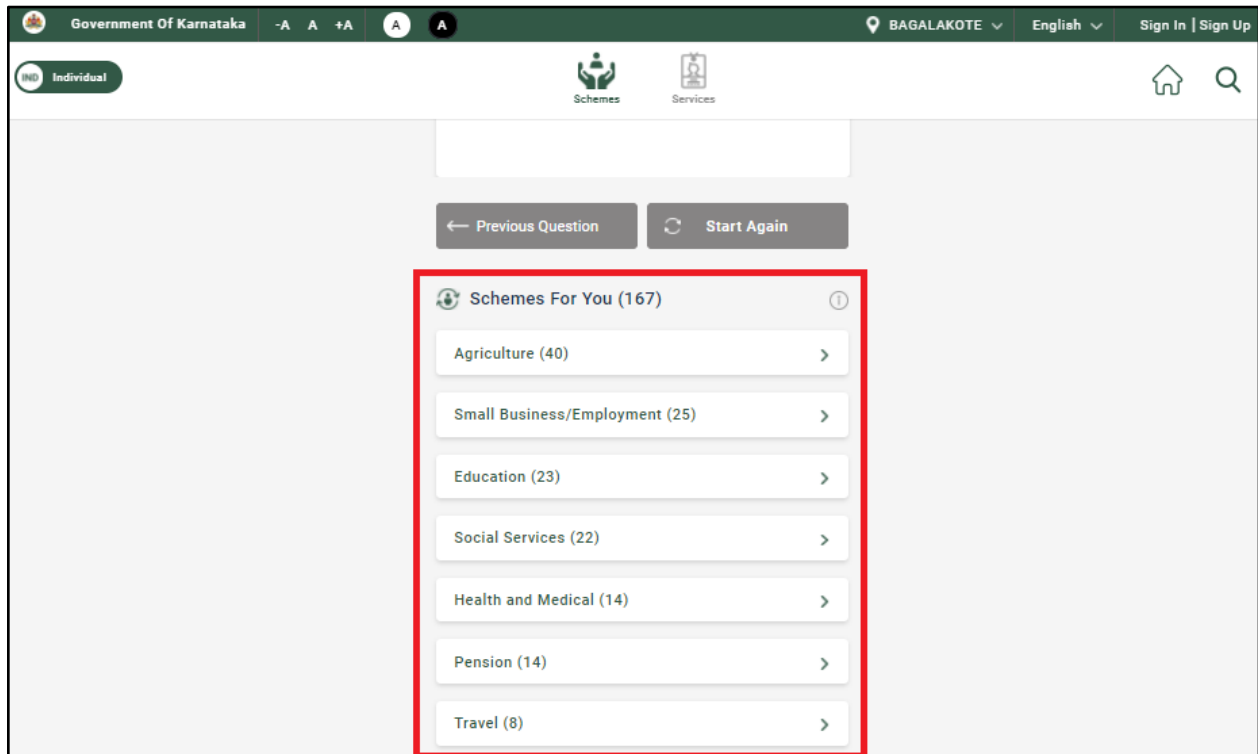 Government Of Karnataka -A A +A A A BAGALAKOTE English Sign In | Sign Up
IND Individual
Schemes Services
Previous Question Start Again
Schemes For You (167)
Agriculture (40)
Small Business/Employment (25)
Education (23)
Social Services (22)
Health and Medical (14)
Pension (14)
Travel (8)